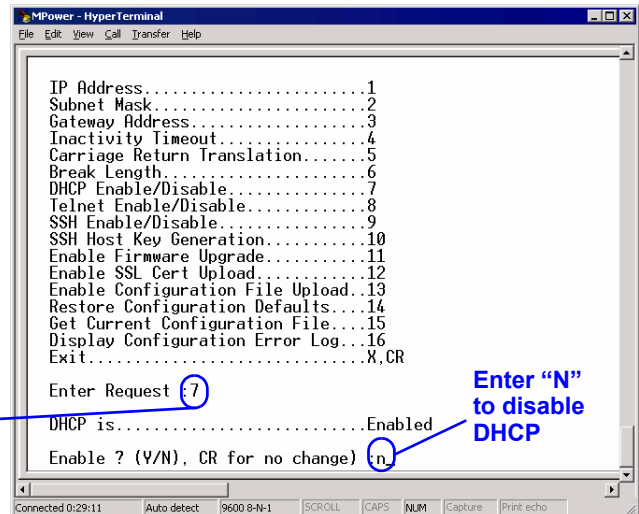 MPower - HyperTerminal
File Edit View Call Transfer Help
IP Address.........................1
Subnet Mask........................2
Gateway Address....................3
Inactivity Timeout.................4
Carriage Return Translation.......5
Break Length.......................6
DHCP Enable/Disable................7
Telnet Enable/Disable..............8
SSH Enable/Disable.................9
SSH Host Key Generation...........10
Enable Firmware Upgrade...........11
Enable SSL Cert Upload............12
Enable Configuration File Upload..13
Restore Configuration Defaults....14
Get Current Configuration File....15
Display Configuration Error Log...16
Exit...............................X,CR
Enter Request :7
DHCP is............................Enabled
Enable ? (Y/N), CR for no change) :n_
Enter “N”
to disable
DHCP
Connected 0:29:11 Auto detect 9600 8-N-1 SCROLL CAPS NUM Capture Print echo